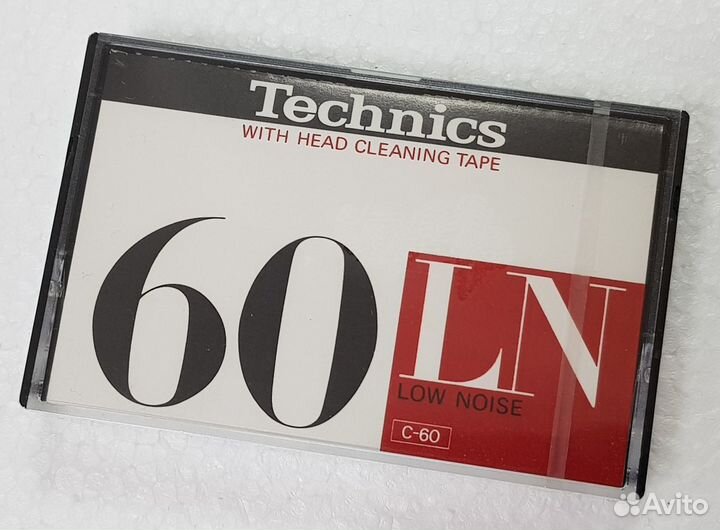 Technics
WITH HEAD CLEANING TAPE
60 LN
LOW NOISE
C-60
Avito